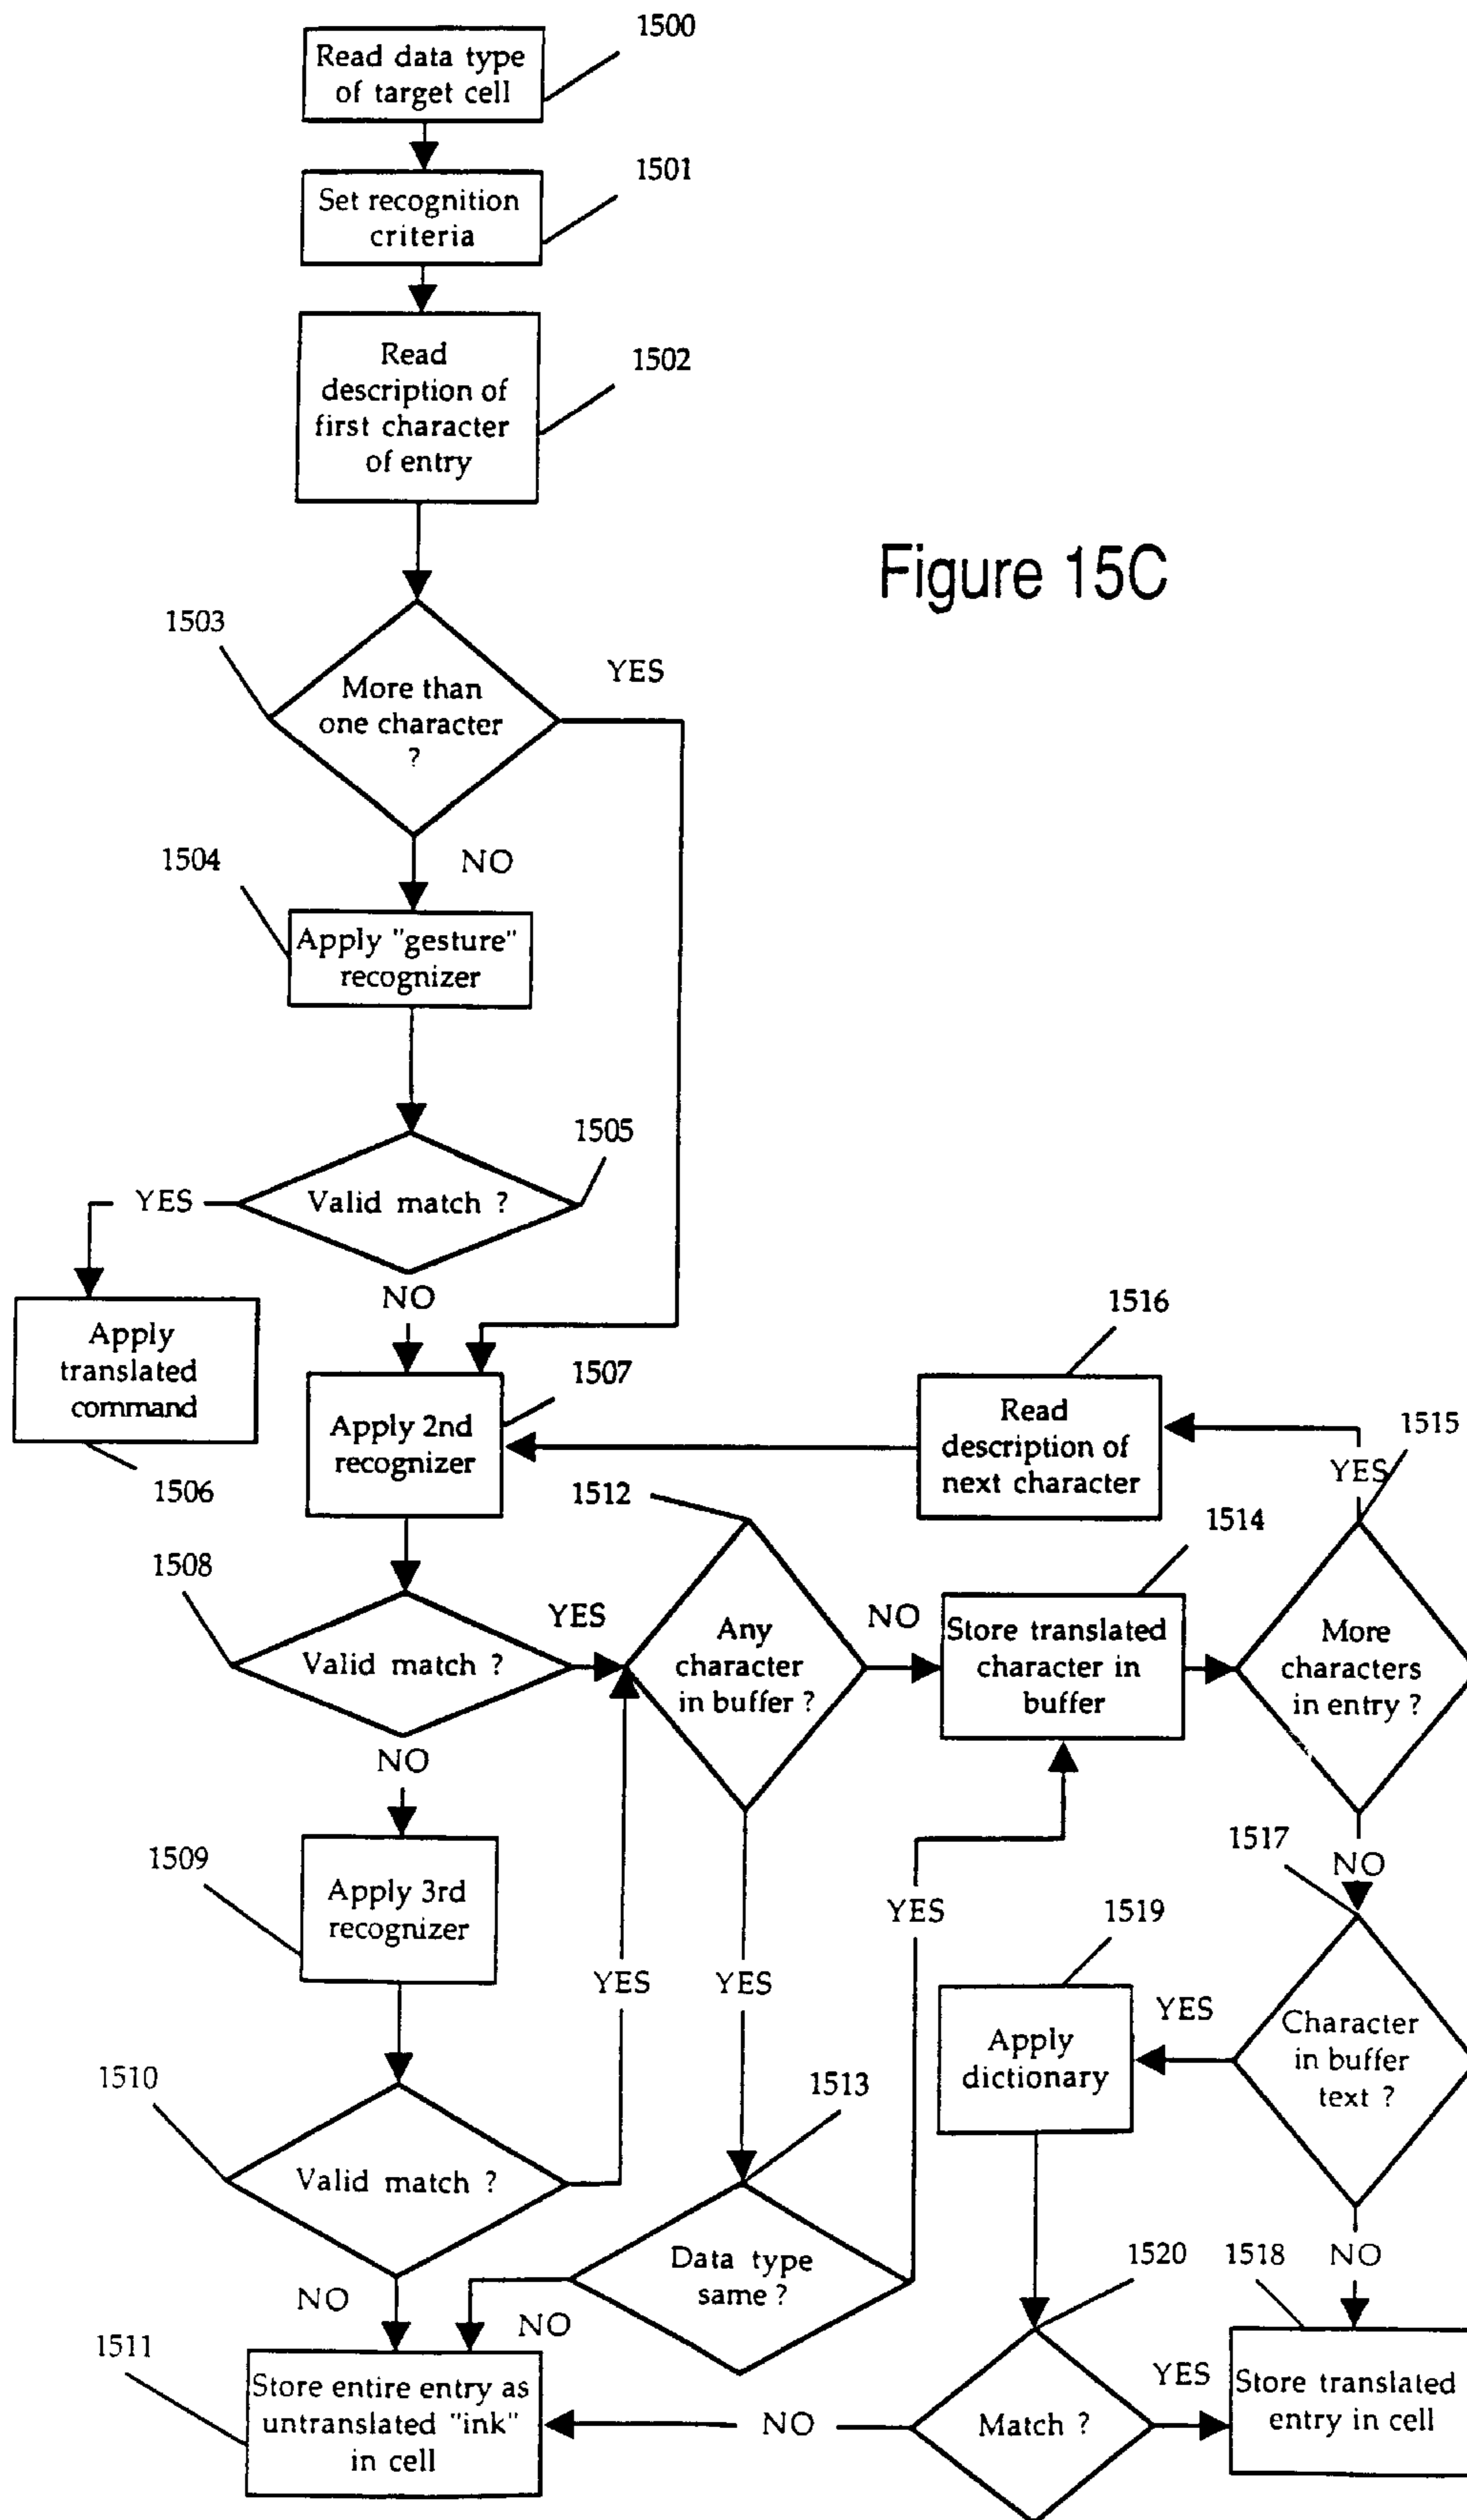 1500
Read data type
of target cell
1501
Set recognition
criteria
1502
Read
description of
first character
of entry
Figure 15C
1503
More than
one character
?
YES
NO
1504
Apply "gesture"
recognizer
1505
Valid match ?
YES
NO
Apply
translated
command
1506
1507
Apply 2nd
recognizer
1516
Read
description of
next character
1515
YES
1512
1514
1508
Valid match ?
YES
Any
character
in buffer ?
NO
Store translated
character in
buffer
More
characters
in entry ?
NO
1509
Apply 3rd
recognizer
YES
YES
YES
1517
NO
1519
Apply
dictionary
YES
Character
in buffer
text ?
1510
Valid match ?
1513
Data type
same ?
NO
NO
1520
1518
NO
1511
Store entire entry as
untranslated "ink"
in cell
NO
Match ?
YES
Store translated
entry in cell